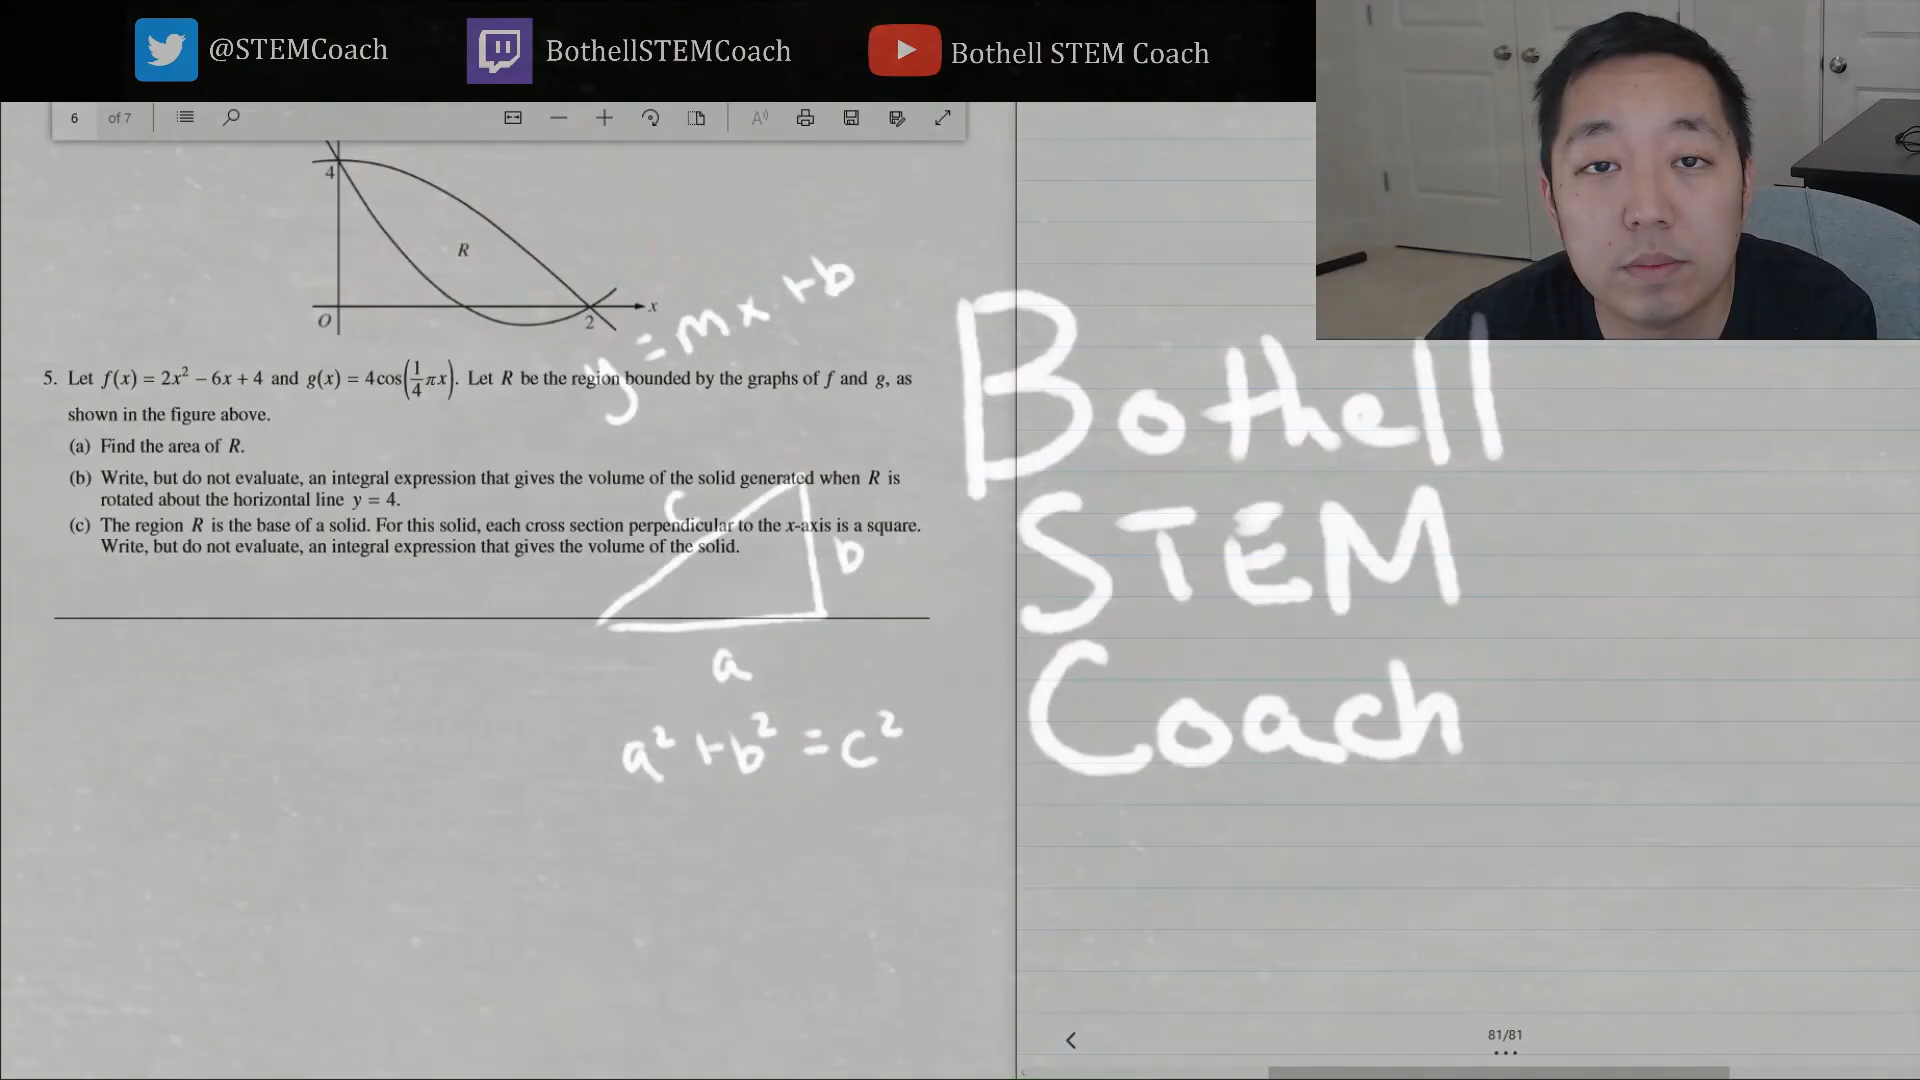 @STEMCoach
BothellSTEMCoach
Bothell STEM Coach
6 of 7
4
R
O
2
x
y = mx + b
5. Let f(x) = 2x² − 6x + 4 and g(x) = 4cos(1/4 πx). Let R be the region bounded by the graphs of f and g, as
shown in the figure above.
(a) Find the area of R.
(b) Write, but do not evaluate, an integral expression that gives the volume of the solid generated when R is
rotated about the horizontal line y = 4.
(c) The region R is the base of a solid. For this solid, each cross section perpendicular to the x-axis is a square.
Write, but do not evaluate, an integral expression that gives the volume of the solid.
c
b
a
a² + b² = c²
Bothell
STEM
Coach
81/81